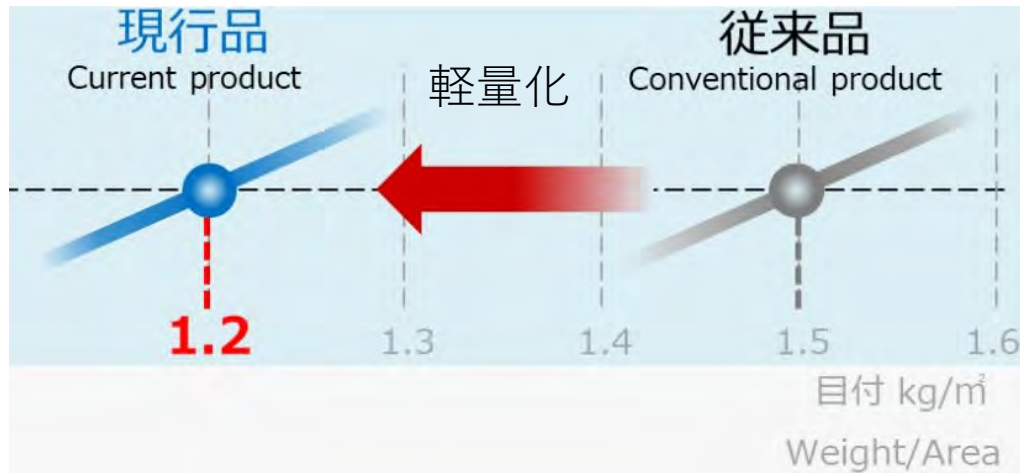 現行品
Current product
軽量化
従来品
Conventional product
1.2
1.3
1.4
1.5
1.6
目付 kg/㎡
Weight/Area